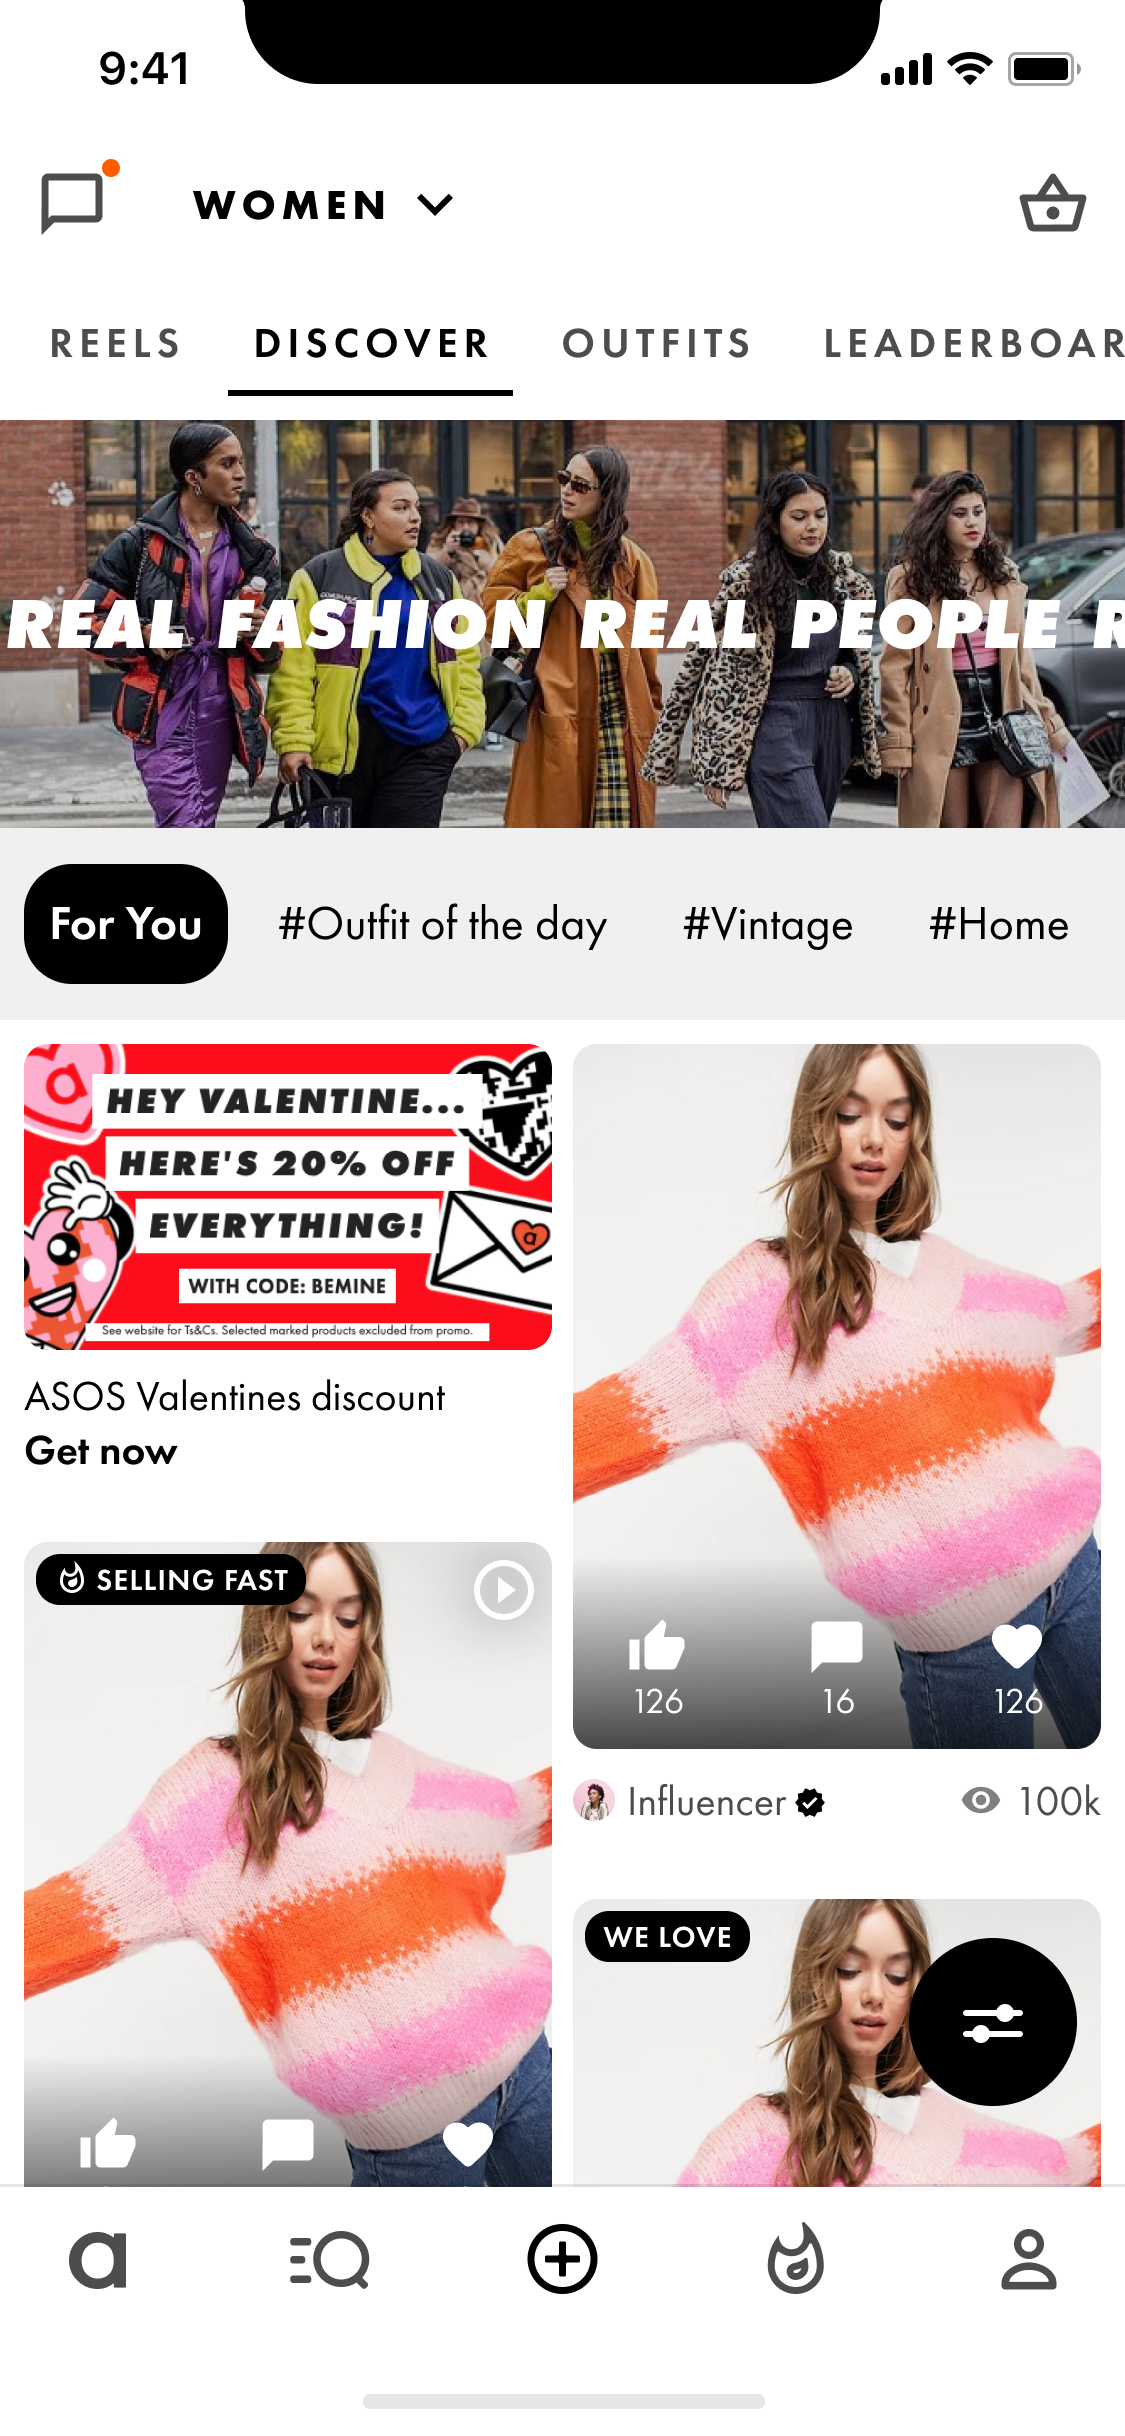 9:41
WOMEN
REELS DISCOVER OUTFITS LEADERBOAR
REAL FASHION REAL PEOPLE R
For You #Outfit of the day #Vintage #Home
a
HEY VALENTINE...
HERE'S 20% OFF
EVERYTHING!
a
WITH CODE: BEMINE
See website for Ts&Cs. Selected marked products excluded from promo.
ASOS Valentines discount
Get now
126 16 126
Influencer 100k
SELLING FAST
WE LOVE
a